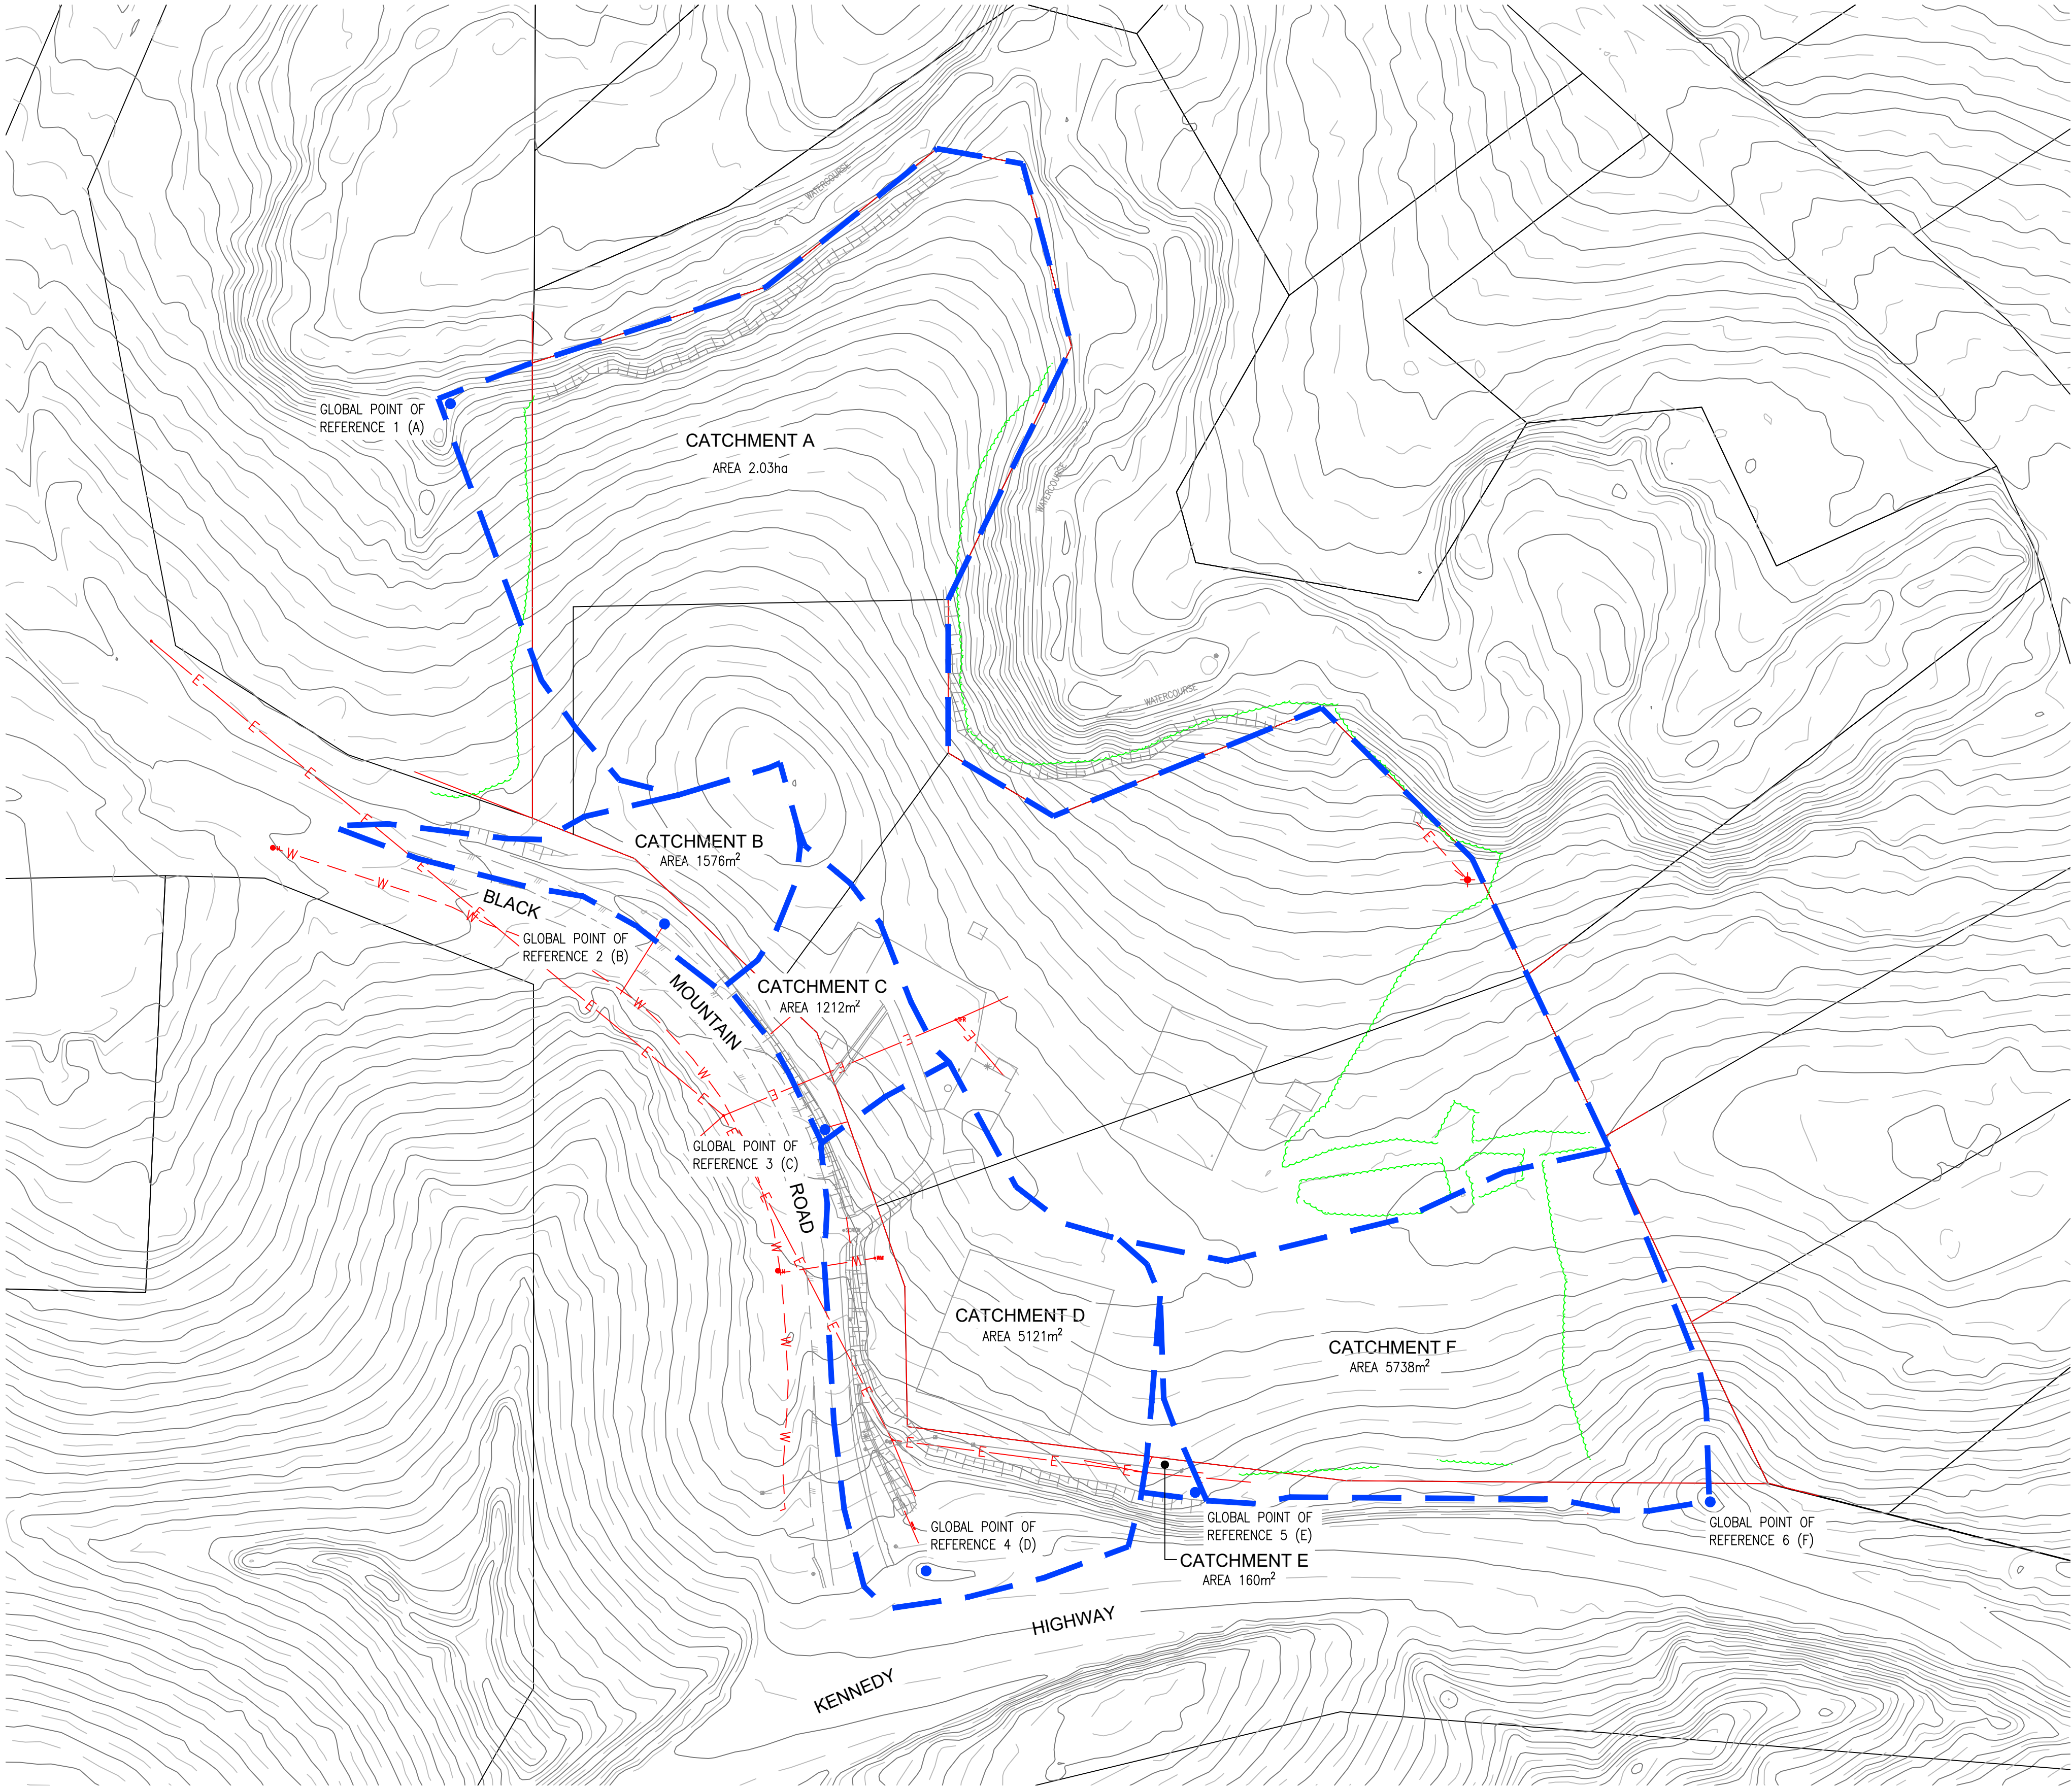 WATERCOURSE
GLOBAL POINT OF
REFERENCE 1 (A)
CATCHMENT A
AREA 2.03ha
WATERCOURSE
WATERCOURSE
E
E
E
E
E
E
W
W
W
E
CATCHMENT B
AREA 1576m²
BLACK
GLOBAL POINT OF
REFERENCE 2 (B)
MOUNTAIN
CATCHMENT C
AREA 1212m²
E
W
E
E
E
E
W
E
E
E
GLOBAL POINT OF
REFERENCE 3 (C)
ROAD
E
W
E
W
W
E
E
W
CATCHMENT D
AREA 5121m²
CATCHMENT F
AREA 5738m²
E
E
E
E
GLOBAL POINT OF
REFERENCE 4 (D)
GLOBAL POINT OF
REFERENCE 5 (E)
GLOBAL POINT OF
REFERENCE 6 (F)
CATCHMENT E
AREA 160m²
HIGHWAY
KENNEDY